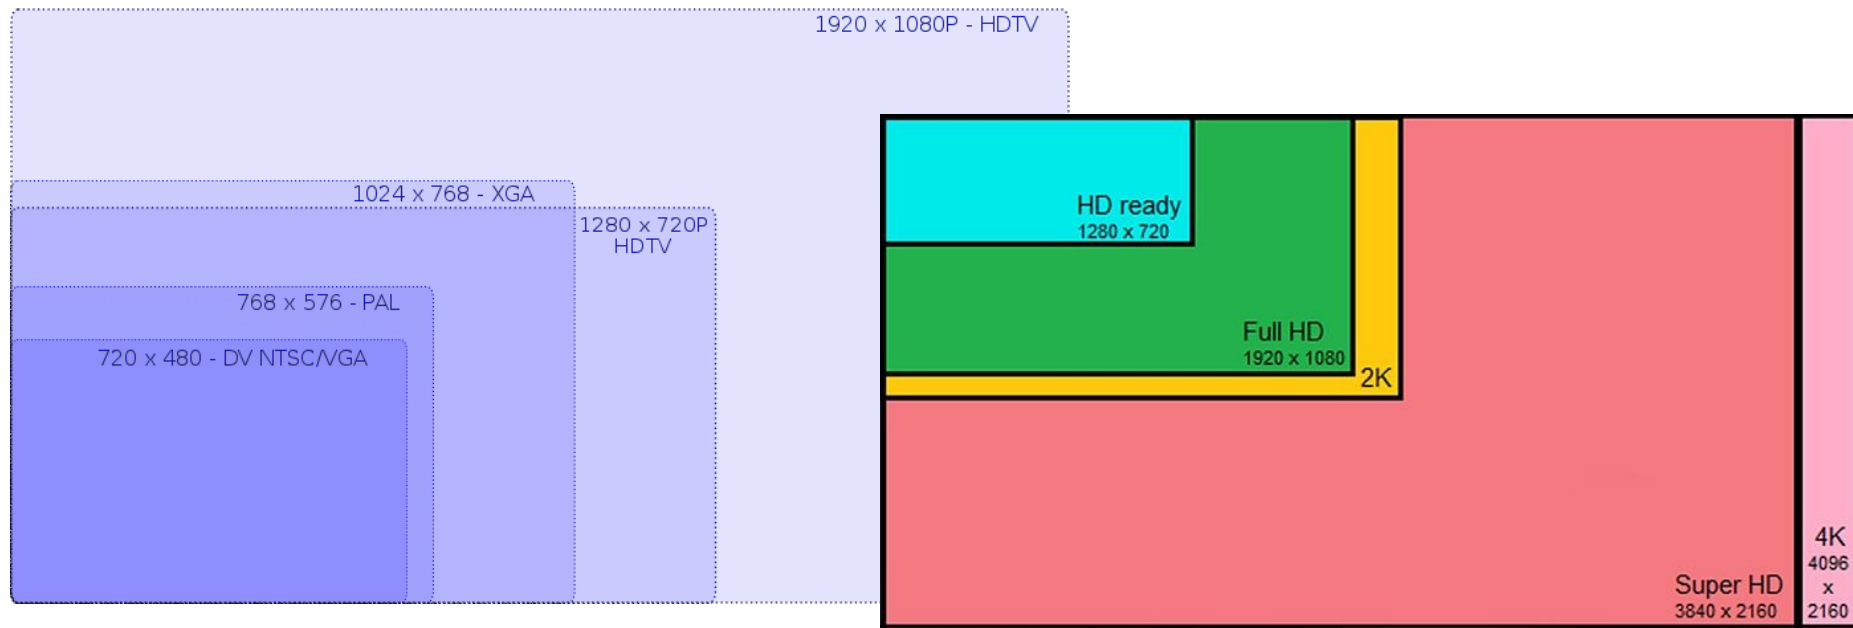 1920 x 1080P - HDTV
1024 x 768 - XGA
1280 x 720P
HDTV
768 x 576 - PAL
720 x 480 - DV NTSC/VGA
HD ready
1280 x 720
Full HD
1920 x 1080
2K
Super HD
3840 x 2160
4K
4096
x
2160